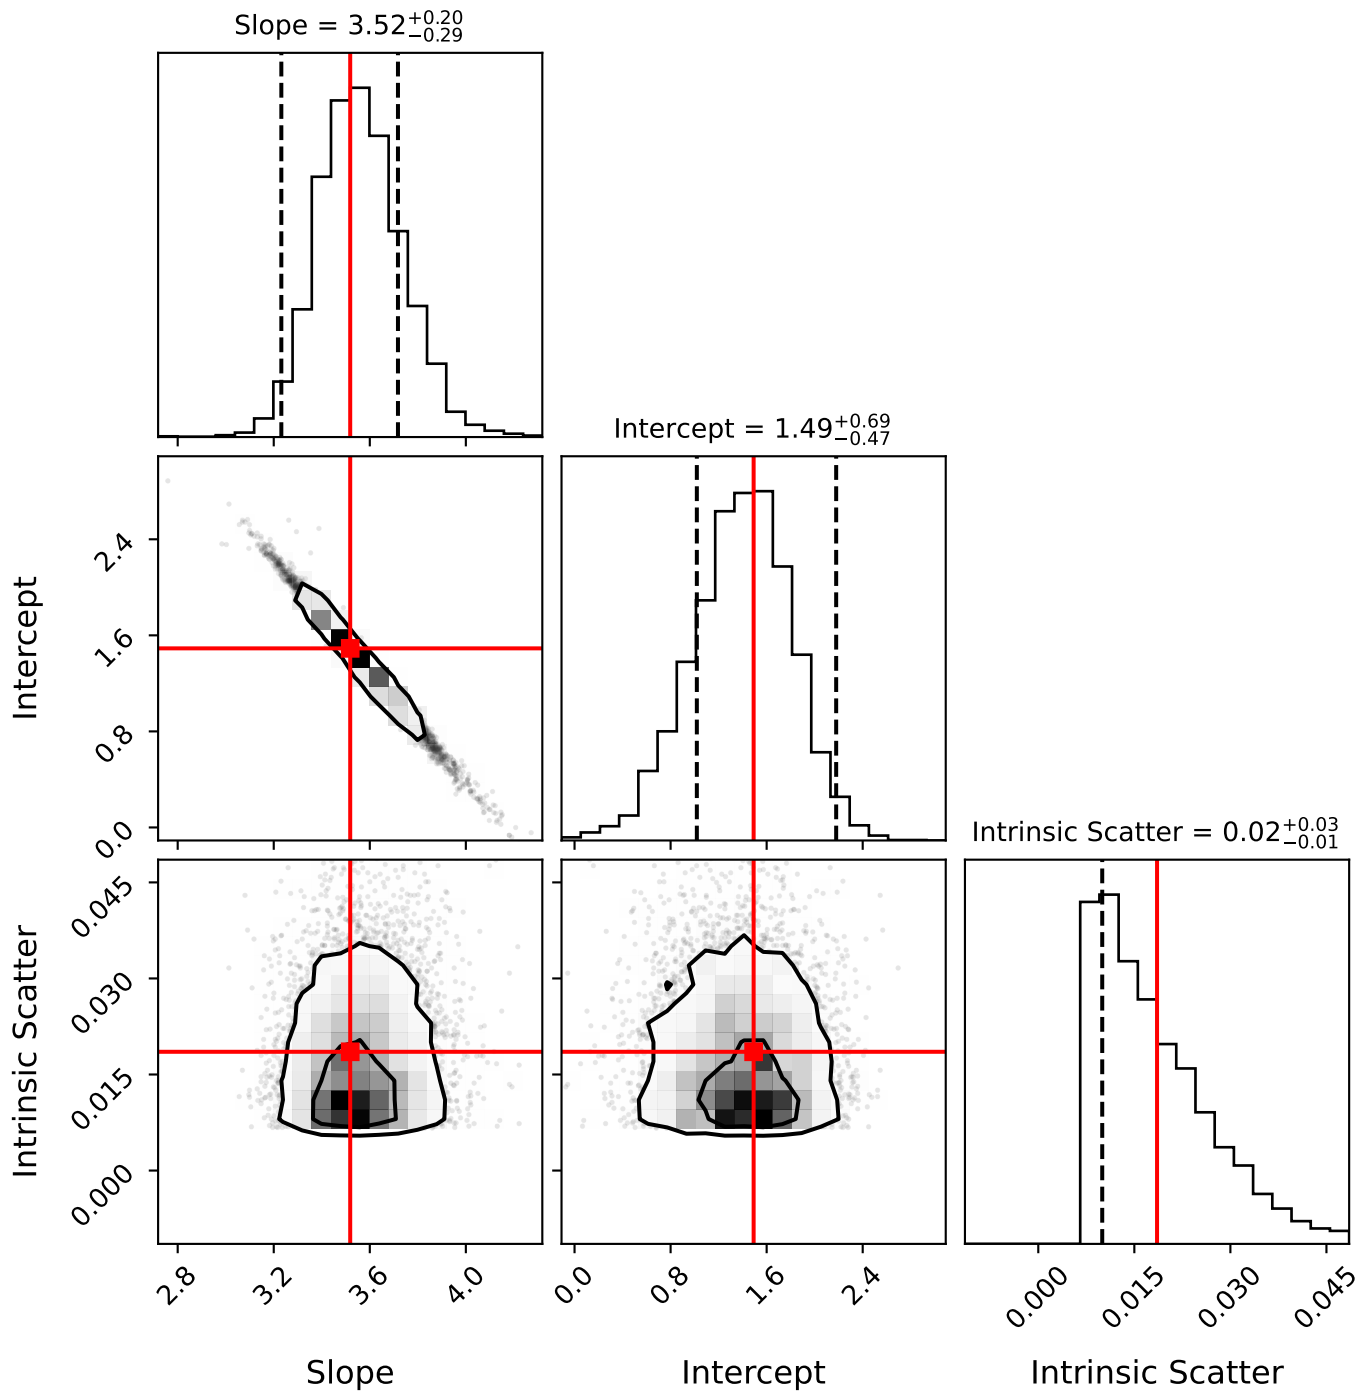 Slope = 3.52^{+0.20}_{−0.29}
Intercept = 1.49^{+0.69}_{−0.47}
Intercept
2.4
1.6
0.8
0.0
Intrinsic Scatter = 0.02^{+0.03}_{−0.01}
Intrinsic Scatter
0.045
0.030
0.015
0.000
2.8 3.2 3.6 4.0 0.0 0.8 1.6 2.4 0.000 0.015 0.030 0.045
Slope Intercept Intrinsic Scatter